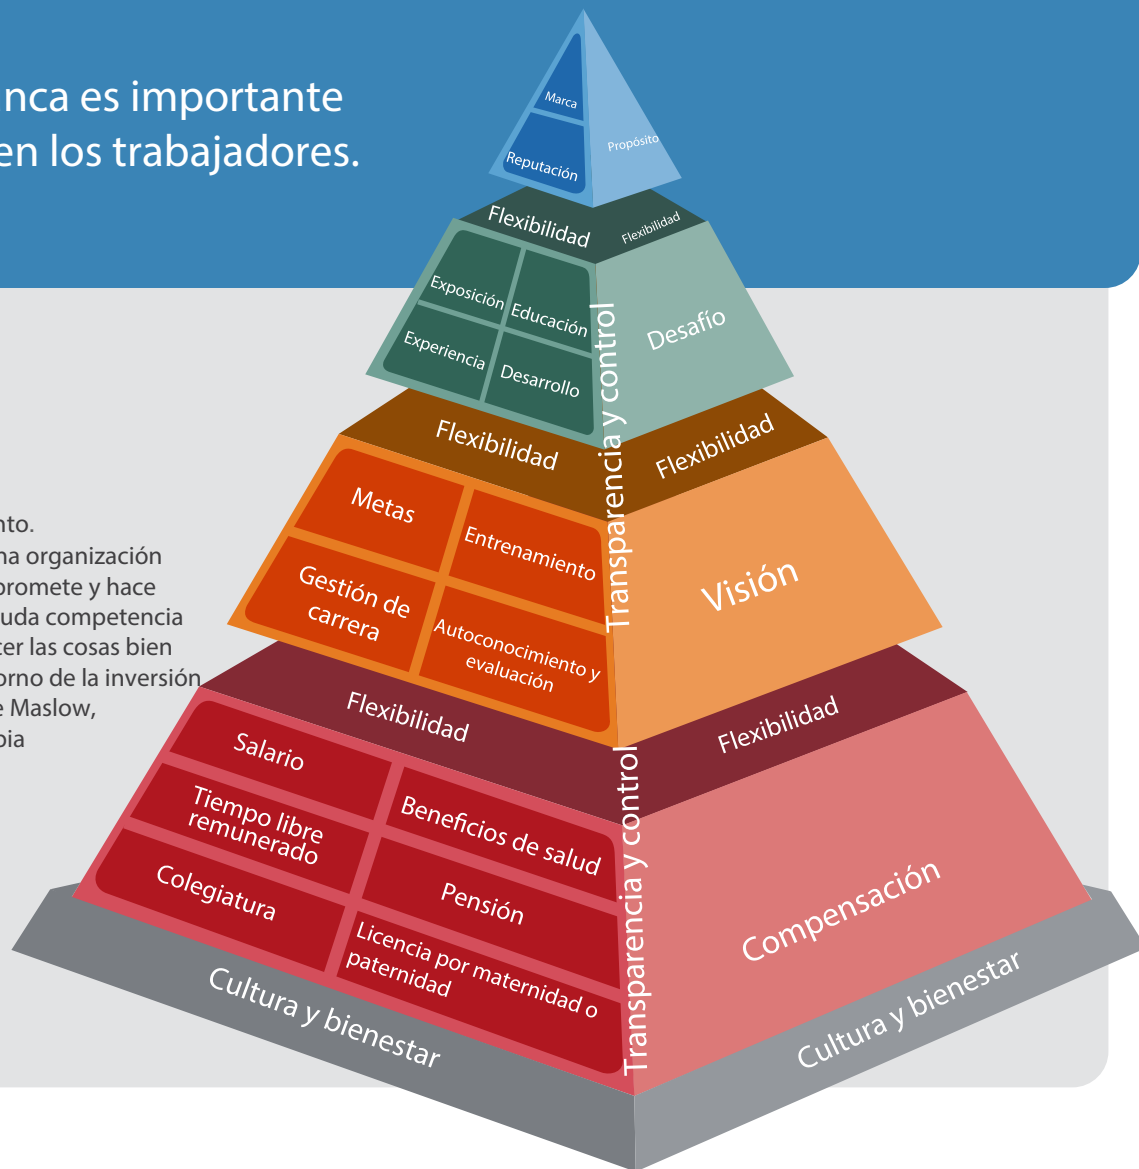 nca es importante
en los trabajadores.
Marca
Reputación
Propósito
Flexibilidad
Flexibilidad
Exposición
Educación
Experiencia
Desarrollo
Desafío
Transparencia y control
Flexibilidad
Flexibilidad
Metas
Entrenamiento
Gestión de
carrera
Autoconocimiento y
evaluación
Visión
nto.
na organización
promete y hace
uda competencia
cer las cosas bien
orno de la inversión
e Maslow,
bia
Flexibilidad
Flexibilidad
Transparencia y control
Salario
Beneficios de salud
Tiempo libre
remunerado
Pensión
Colegiatura
Licencia por maternidad o
paternidad
Compensación
Cultura y bienestar
Cultura y bienestar